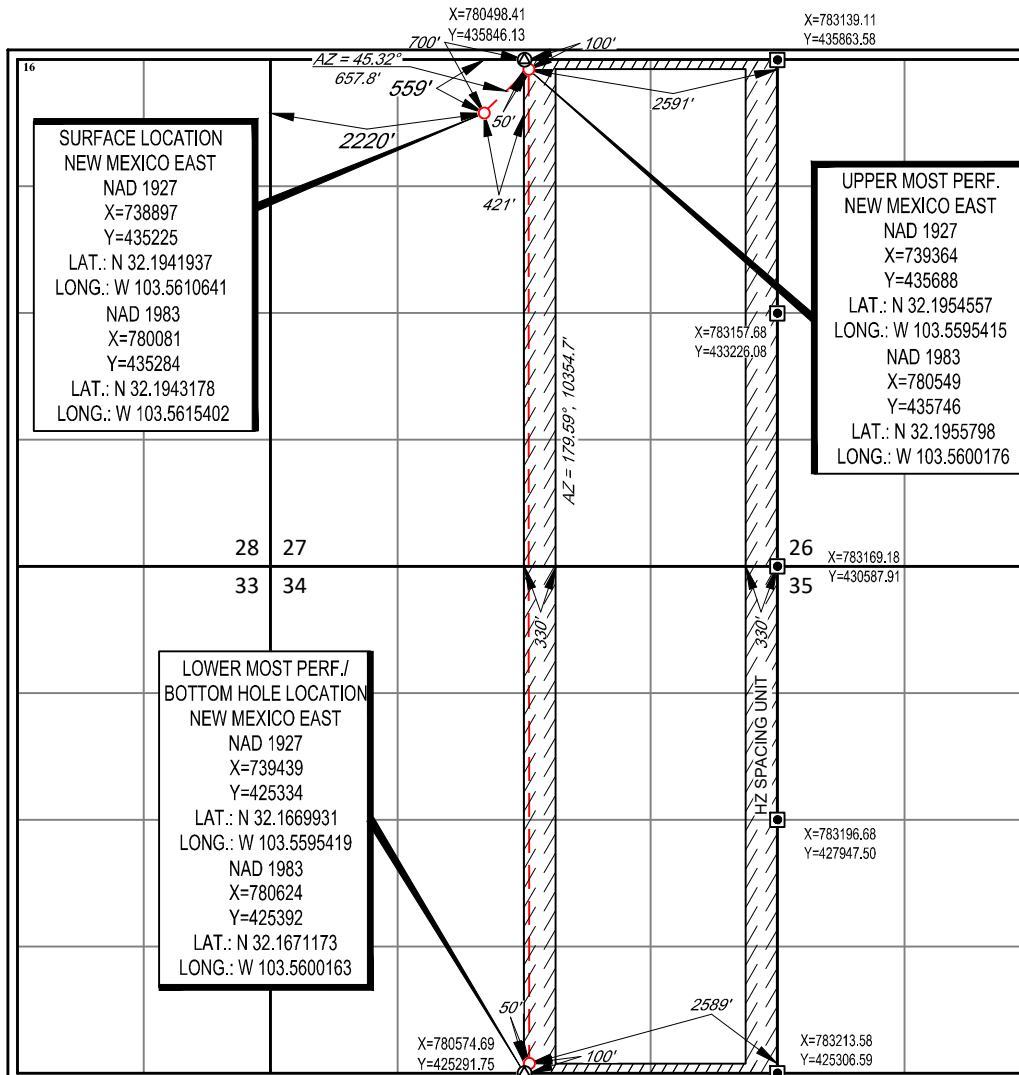 X=780498.41
Y=435846.13
X=783139.11
Y=435863.58
16
700'
100'
AZ = 45.32°
657.8'
559'
2591'
50'
2220'
421'
SURFACE LOCATION
NEW MEXICO EAST
NAD 1927
X=738897
Y=435225
LAT.: N 32.1941937
LONG.: W 103.5610641
NAD 1983
X=780081
Y=435284
LAT.: N 32.1943178
LONG.: W 103.5615402
UPPER MOST PERF.
NEW MEXICO EAST
NAD 1927
X=739364
Y=435688
LAT.: N 32.1954557
LONG.: W 103.5595415
NAD 1983
X=780549
Y=435746
LAT.: N 32.1955798
LONG.: W 103.5600176
X=783157.68
Y=433226.08
AZ = 179.59°, 10354.7'
28 27
33 34
26
35
X=783169.18
Y=430587.91
330'
330'
HZ SPACING UNIT
LOWER MOST PERF./
BOTTOM HOLE LOCATION
NEW MEXICO EAST
NAD 1927
X=739439
Y=425334
LAT.: N 32.1669931
LONG.: W 103.5595419
NAD 1983
X=780624
Y=425392
LAT.: N 32.1671173
LONG.: W 103.5600163
X=783196.68
Y=427947.50
50'
2589'
X=780574.69
Y=425291.75
100'
X=783213.58
Y=425306.59